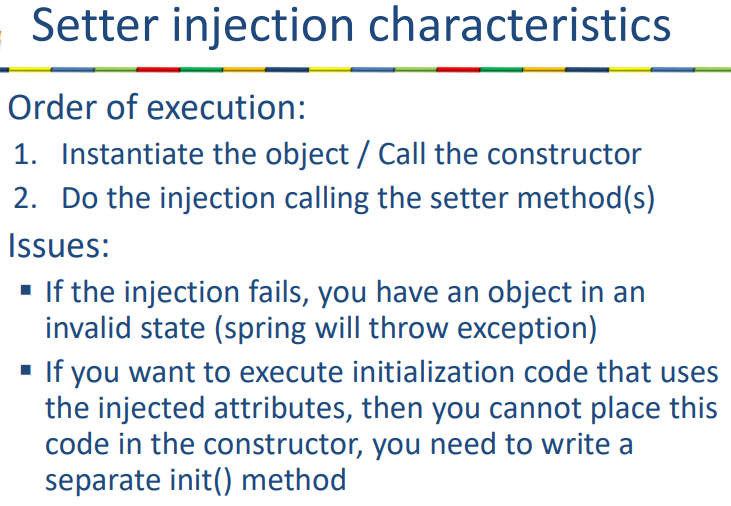 Setter injection characteristics
Order of execution:
1. Instantiate the object / Call the constructor
2. Do the injection calling the setter method(s)
Issues:
▪ If the injection fails, you have an object in an
invalid state (spring will throw exception)
▪ If you want to execute initialization code that uses
the injected attributes, then you cannot place this
code in the constructor, you need to write a
separate init() method